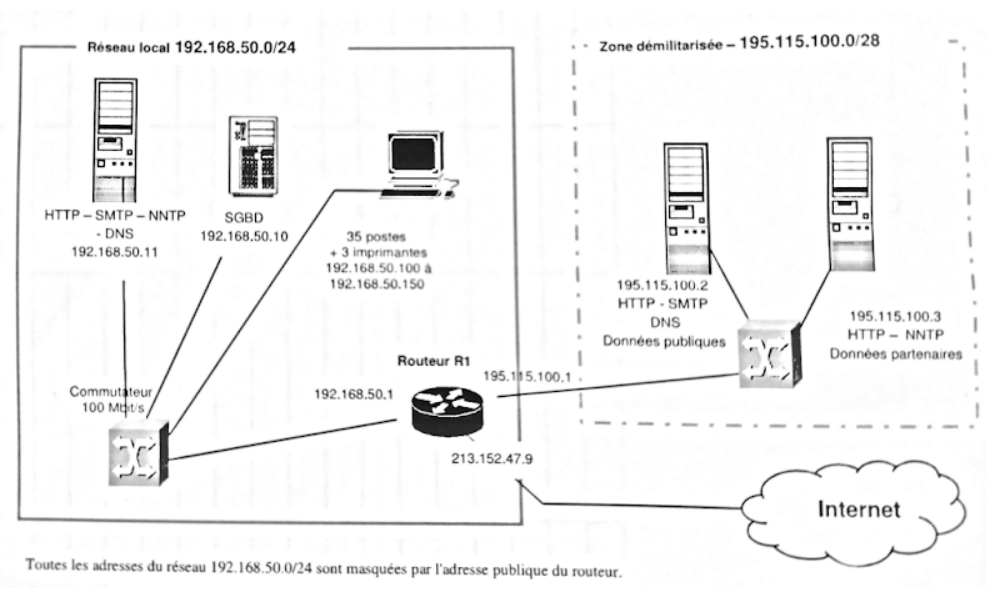 Réseau local 192.168.50.0/24
Zone démilitarisée – 195.115.100.0/28
HTTP – SMTP – NNTP
- DNS
192.168.50.11
SGBD
192.168.50.10
35 postes
+ 3 imprimantes
192.168.50.100 à
192.168.50.150
195.115.100.2
HTTP - SMTP
DNS
Données publiques
195.115.100.3
HTTP – NNTP
Données partenaires
Commutateur
100 Mbit/s
Routeur R1
192.168.50.1
195.115.100.1
213.152.47.9
Internet
Toutes les adresses du réseau 192.168.50.0/24 sont masquées par l'adresse publique du routeur.